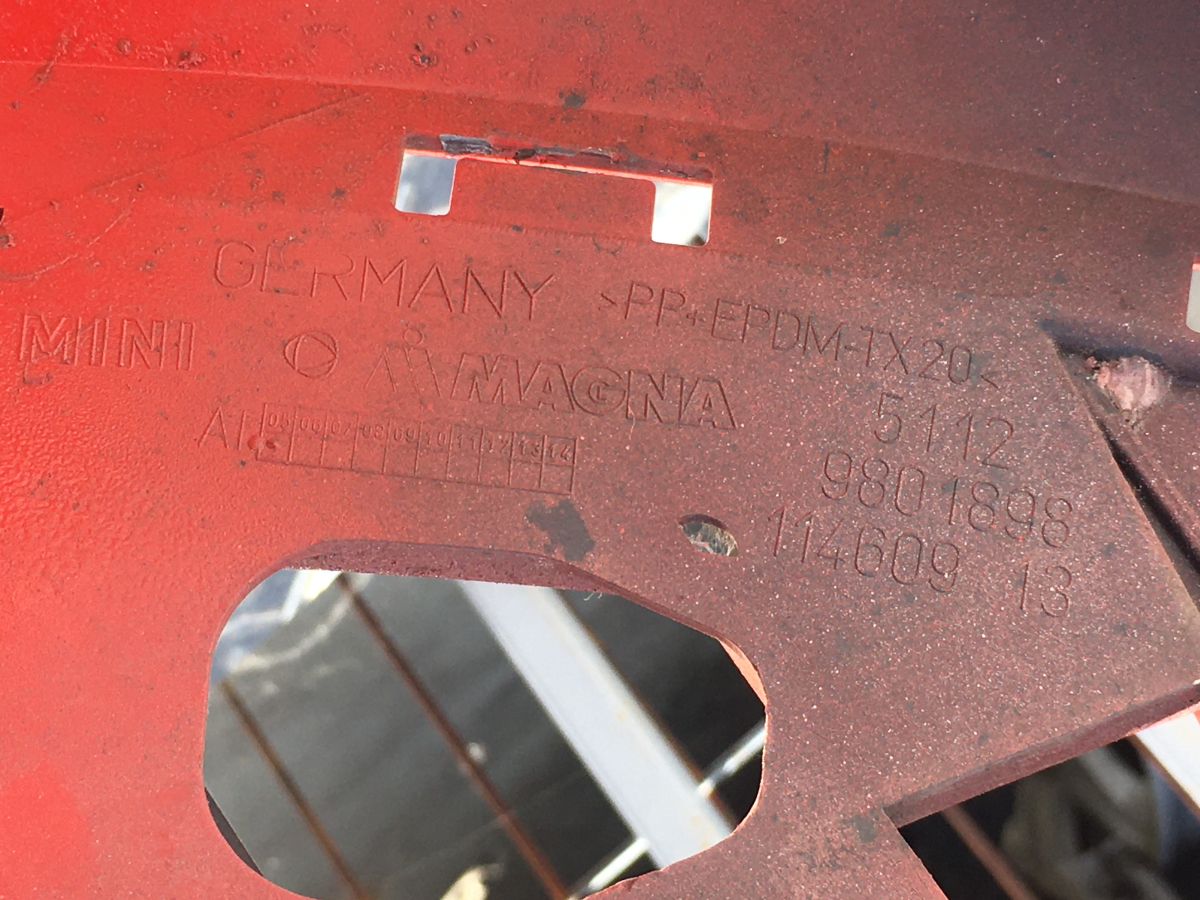 GERMANY >PP+EPDM-TX20<
MINI MAGNA 5112
AI 05 06 07 08 09 10 11 12 13 14
9801898
114609 13